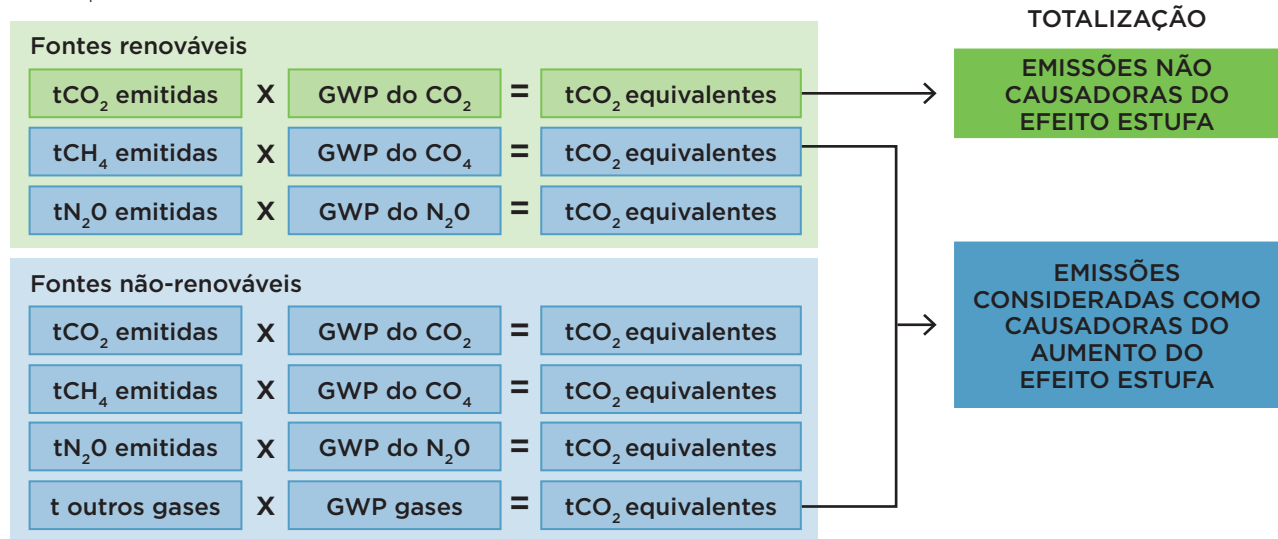 TOTALIZAÇÃO
Fontes renováveis
tCO₂ emitidas X GWP do CO₂ = tCO₂ equivalentes
tCH₄ emitidas X GWP do CO₄ = tCO₂ equivalentes
tN₂0 emitidas X GWP do N₂0 = tCO₂ equivalentes
EMISSÕES NÃO
CAUSADORAS DO
EFEITO ESTUFA
Fontes não-renováveis
tCO₂ emitidas X GWP do CO₂ = tCO₂ equivalentes
tCH₄ emitidas X GWP do CO₄ = tCO₂ equivalentes
tN₂0 emitidas X GWP do N₂0 = tCO₂ equivalentes
t outros gases X GWP gases = tCO₂ equivalentes
EMISSÕES
CONSIDERADAS COMO
CAUSADORAS DO
AUMENTO DO
EFEITO ESTUFA